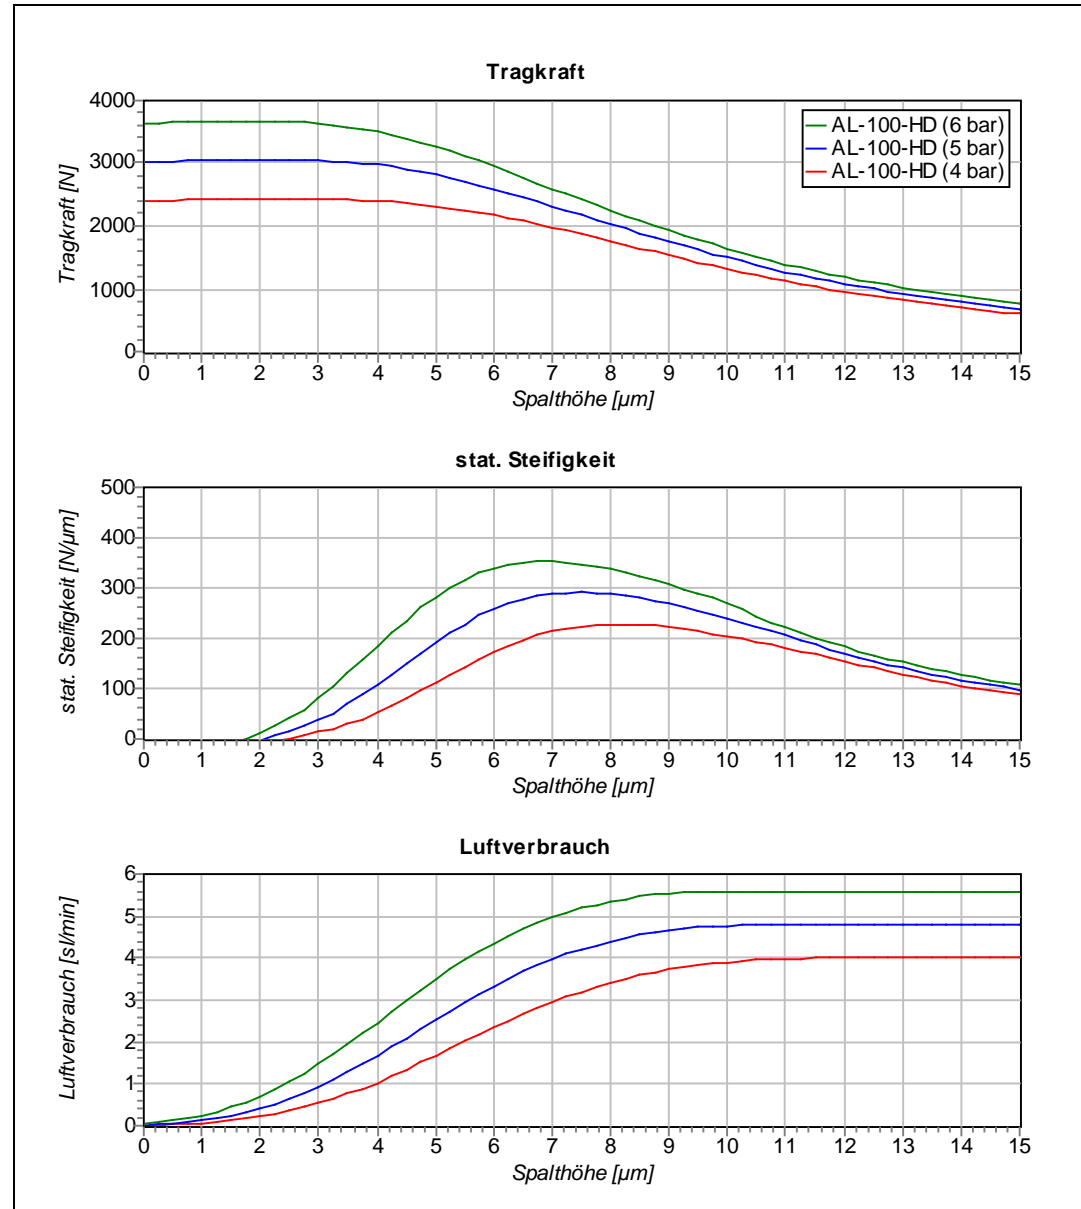 Tragkraft
Tragkraft [N]
4000
3000
2000
1000
0
AL-100-HD (6 bar)
AL-100-HD (5 bar)
AL-100-HD (4 bar)
0 1 2 3 4 5 6 7 8 9 10 11 12 13 14 15
Spalthöhe [µm]
stat. Steifigkeit
stat. Steifigkeit [N/µm]
500
400
300
200
100
0
0 1 2 3 4 5 6 7 8 9 10 11 12 13 14 15
Spalthöhe [µm]
Luftverbrauch
Luftverbrauch [sl/min]
6
5
4
3
2
1
0
0 1 2 3 4 5 6 7 8 9 10 11 12 13 14 15
Spalthöhe [µm]